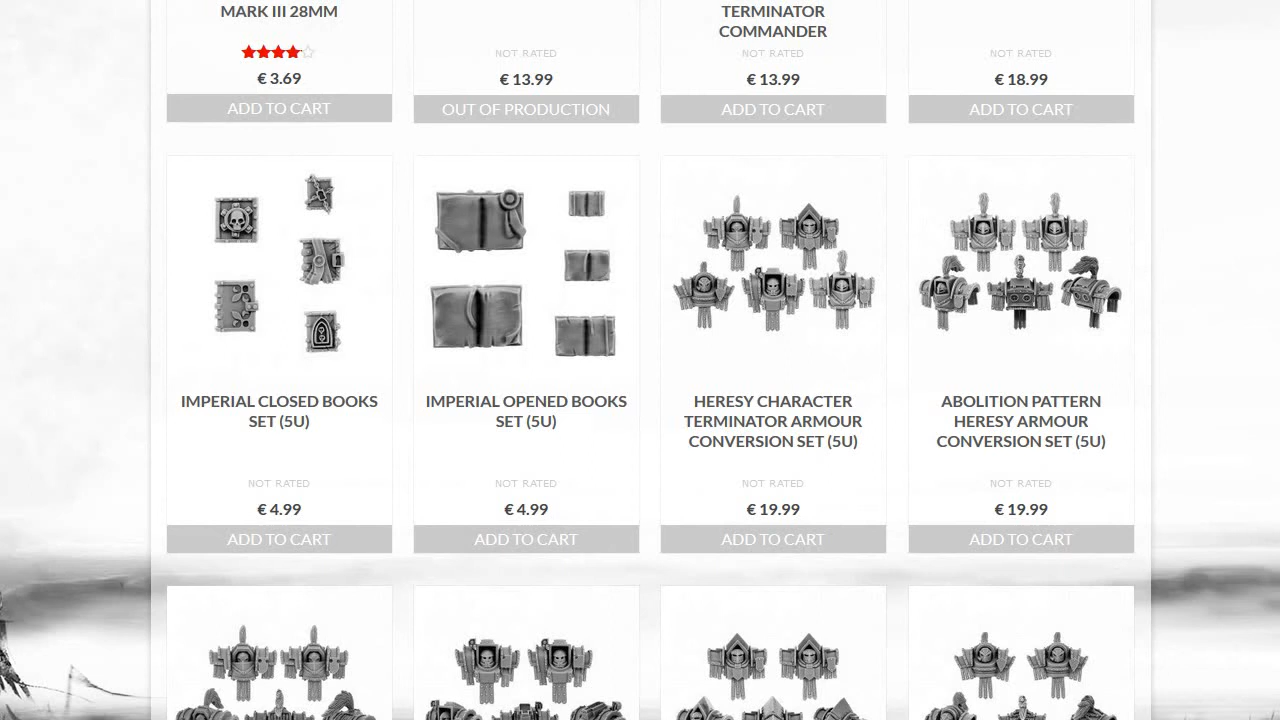 MARK III 28MM
€ 3.69
ADD TO CART
NOT RATED
€ 13.99
OUT OF PRODUCTION
TERMINATOR
COMMANDER
NOT RATED
€ 13.99
ADD TO CART
NOT RATED
€ 18.99
ADD TO CART
IMPERIAL CLOSED BOOKS
SET (5U)
NOT RATED
€ 4.99
ADD TO CART
IMPERIAL OPENED BOOKS
SET (5U)
NOT RATED
€ 4.99
ADD TO CART
HERESY CHARACTER
TERMINATOR ARMOUR
CONVERSION SET (5U)
NOT RATED
€ 19.99
ADD TO CART
ABOLITION PATTERN
HERESY ARMOUR
CONVERSION SET (5U)
NOT RATED
€ 19.99
ADD TO CART